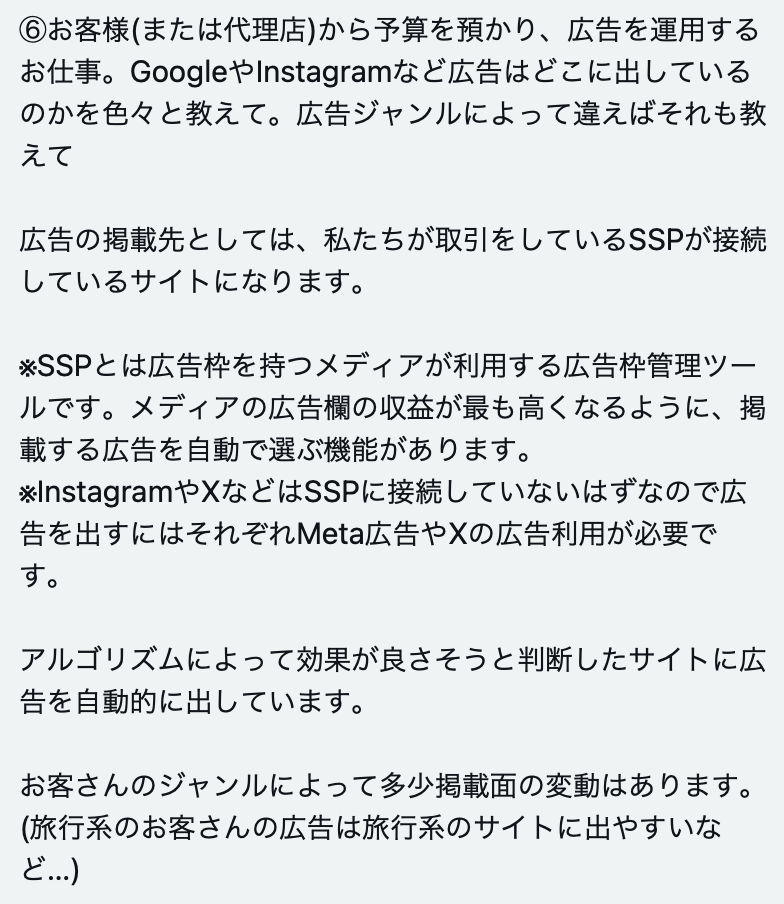 ⑥お客様(または代理店)から予算を預かり、広告を運用する
お仕事。GoogleやInstagramなど広告はどこに出している
のかを色々と教えて。広告ジャンルによって違えばそれも教
えて
広告の掲載先としては、私たちが取引をしているSSPが接続
しているサイトになります。
※SSPとは広告枠を持つメディアが利用する広告枠管理ツー
ルです。メディアの広告欄の収益が最も高くなるように、掲
載する広告を自動で選ぶ機能があります。
※InstagramやXなどはSSPに接続していないはずなので広
告を出すにはそれぞれMeta広告やXの広告利用が必要で
す。
アルゴリズムによって効果が良さそうと判断したサイトに広
告を自動的に出しています。
お客さんのジャンルによって多少掲載面の変動はあります。
(旅行系のお客さんの広告は旅行系のサイトに出やすいな
ど...)